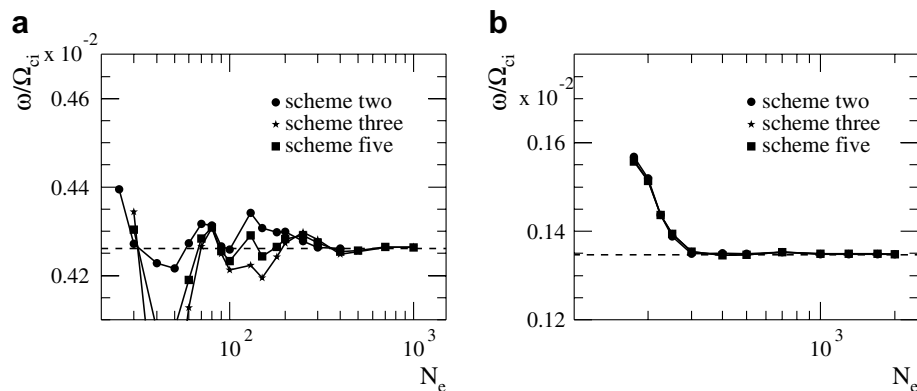 a
ω/Ω_ci
x 10^-2
0.46
0.44
0.42
scheme two
scheme three
scheme five
10^2
10^3
N_e
b
ω/Ω_ci
x 10^-2
0.16
0.14
0.12
scheme two
scheme three
scheme five
10^3
N_e